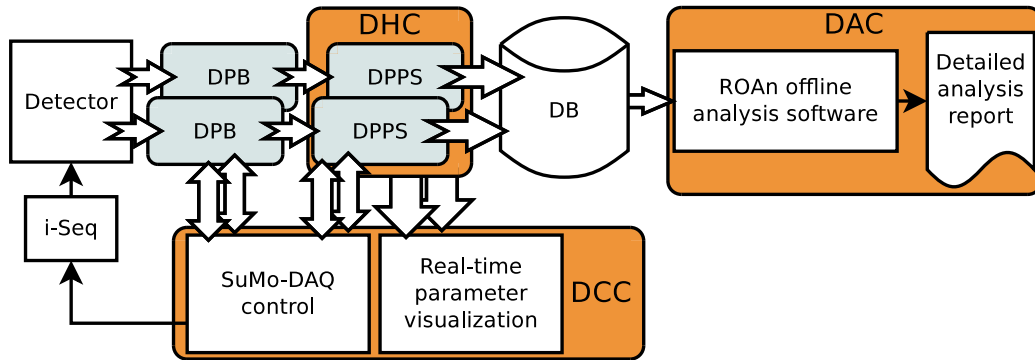 DHC
DAC
Detector
DPB
DPB
DPPS
DPPS
DB
ROAn offline
analysis software
Detailed
analysis
report
i-Seq
SuMo-DAQ
control
Real-time
parameter
visualization
DCC